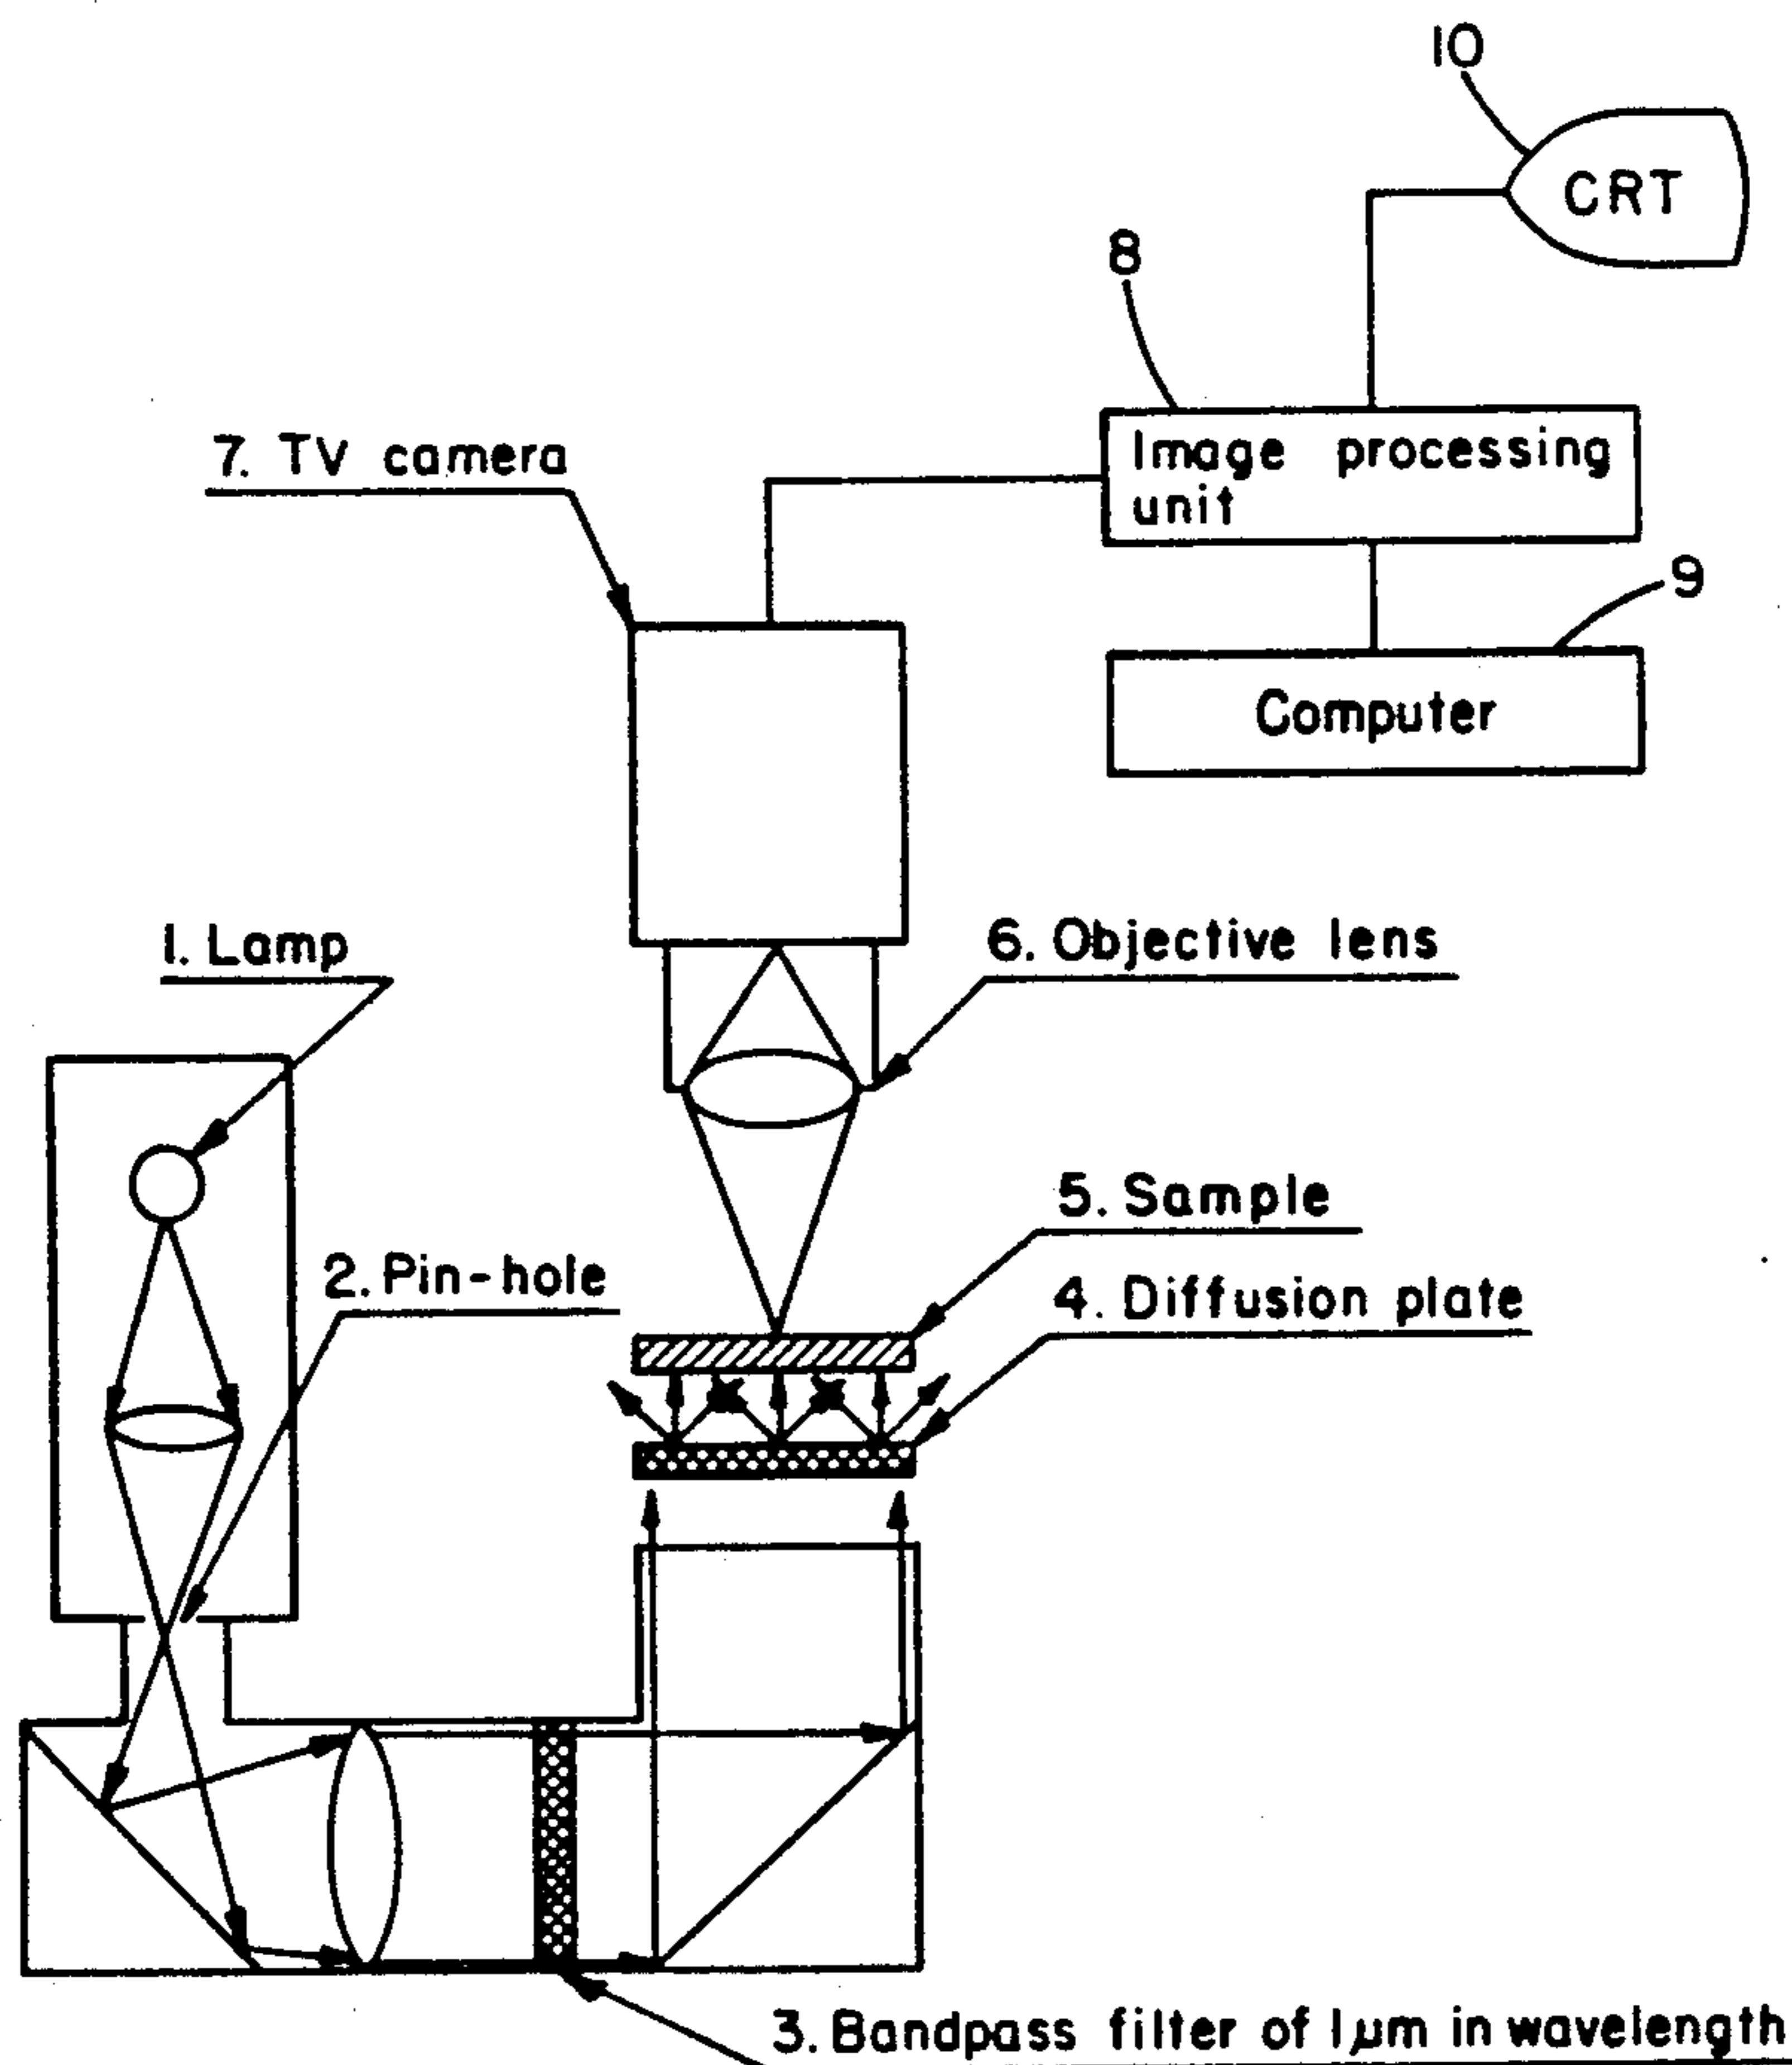 10
CRT
8
7. TV camera
Image processing
unit
9
Computer
1. Lamp
6. Objective lens
5. Sample
2. Pin-hole
4. Diffusion plate
3. Bandpass filter of 1μm in wavelength